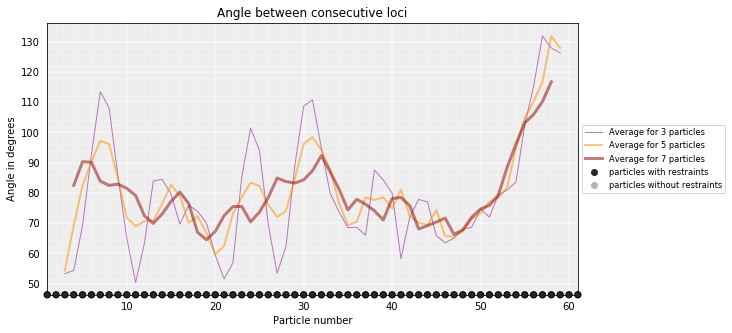 Angle between consecutive loci
Angle in degrees
130
120
110
100
90
80
70
60
50
10
20
30
40
50
60
Particle number
Average for 3 particles
Average for 5 particles
Average for 7 particles
particles with restraints
particles without restraints